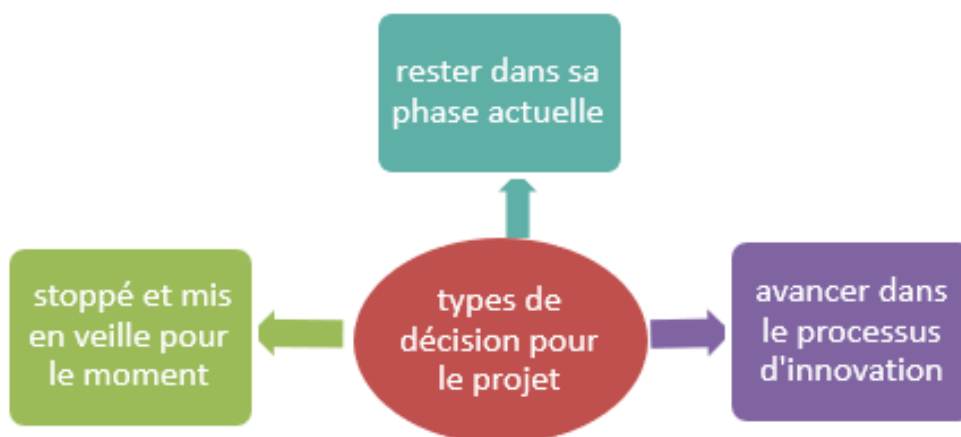 rester dans sa
phase actuelle
stoppé et mis
en veille pour
le moment
types de
décision pour
le projet
avancer dans
le processus
d'innovation